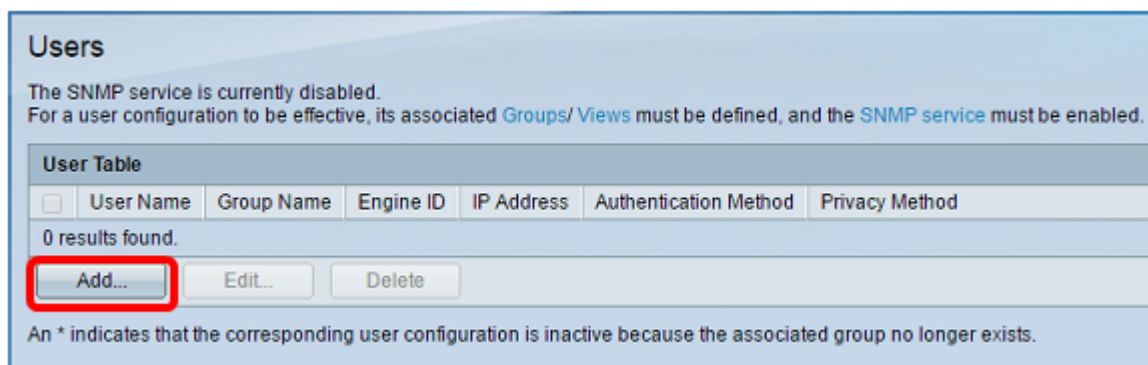 Users
The SNMP service is currently disabled.
For a user configuration to be effective, its associated Groups/ Views must be defined, and the SNMP service must be enabled.
User Table
User Name Group Name Engine ID IP Address Authentication Method Privacy Method
0 results found.
Add... Edit... Delete
An * indicates that the corresponding user configuration is inactive because the associated group no longer exists.